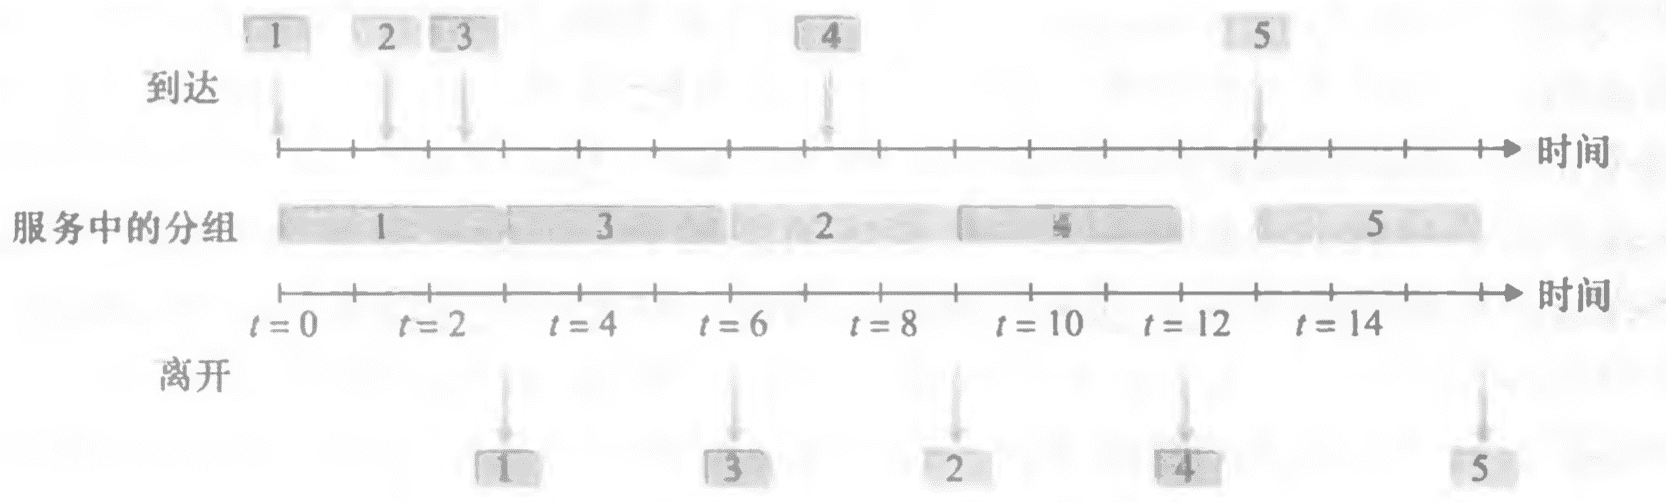 1 2 3 4 5
到达
时间
服务中的分组 1 3 2 4 5
时间
t = 0 t = 2 t = 4 t = 6 t = 8 t = 10 t = 12 t = 14
离开
1 3 2 4 5